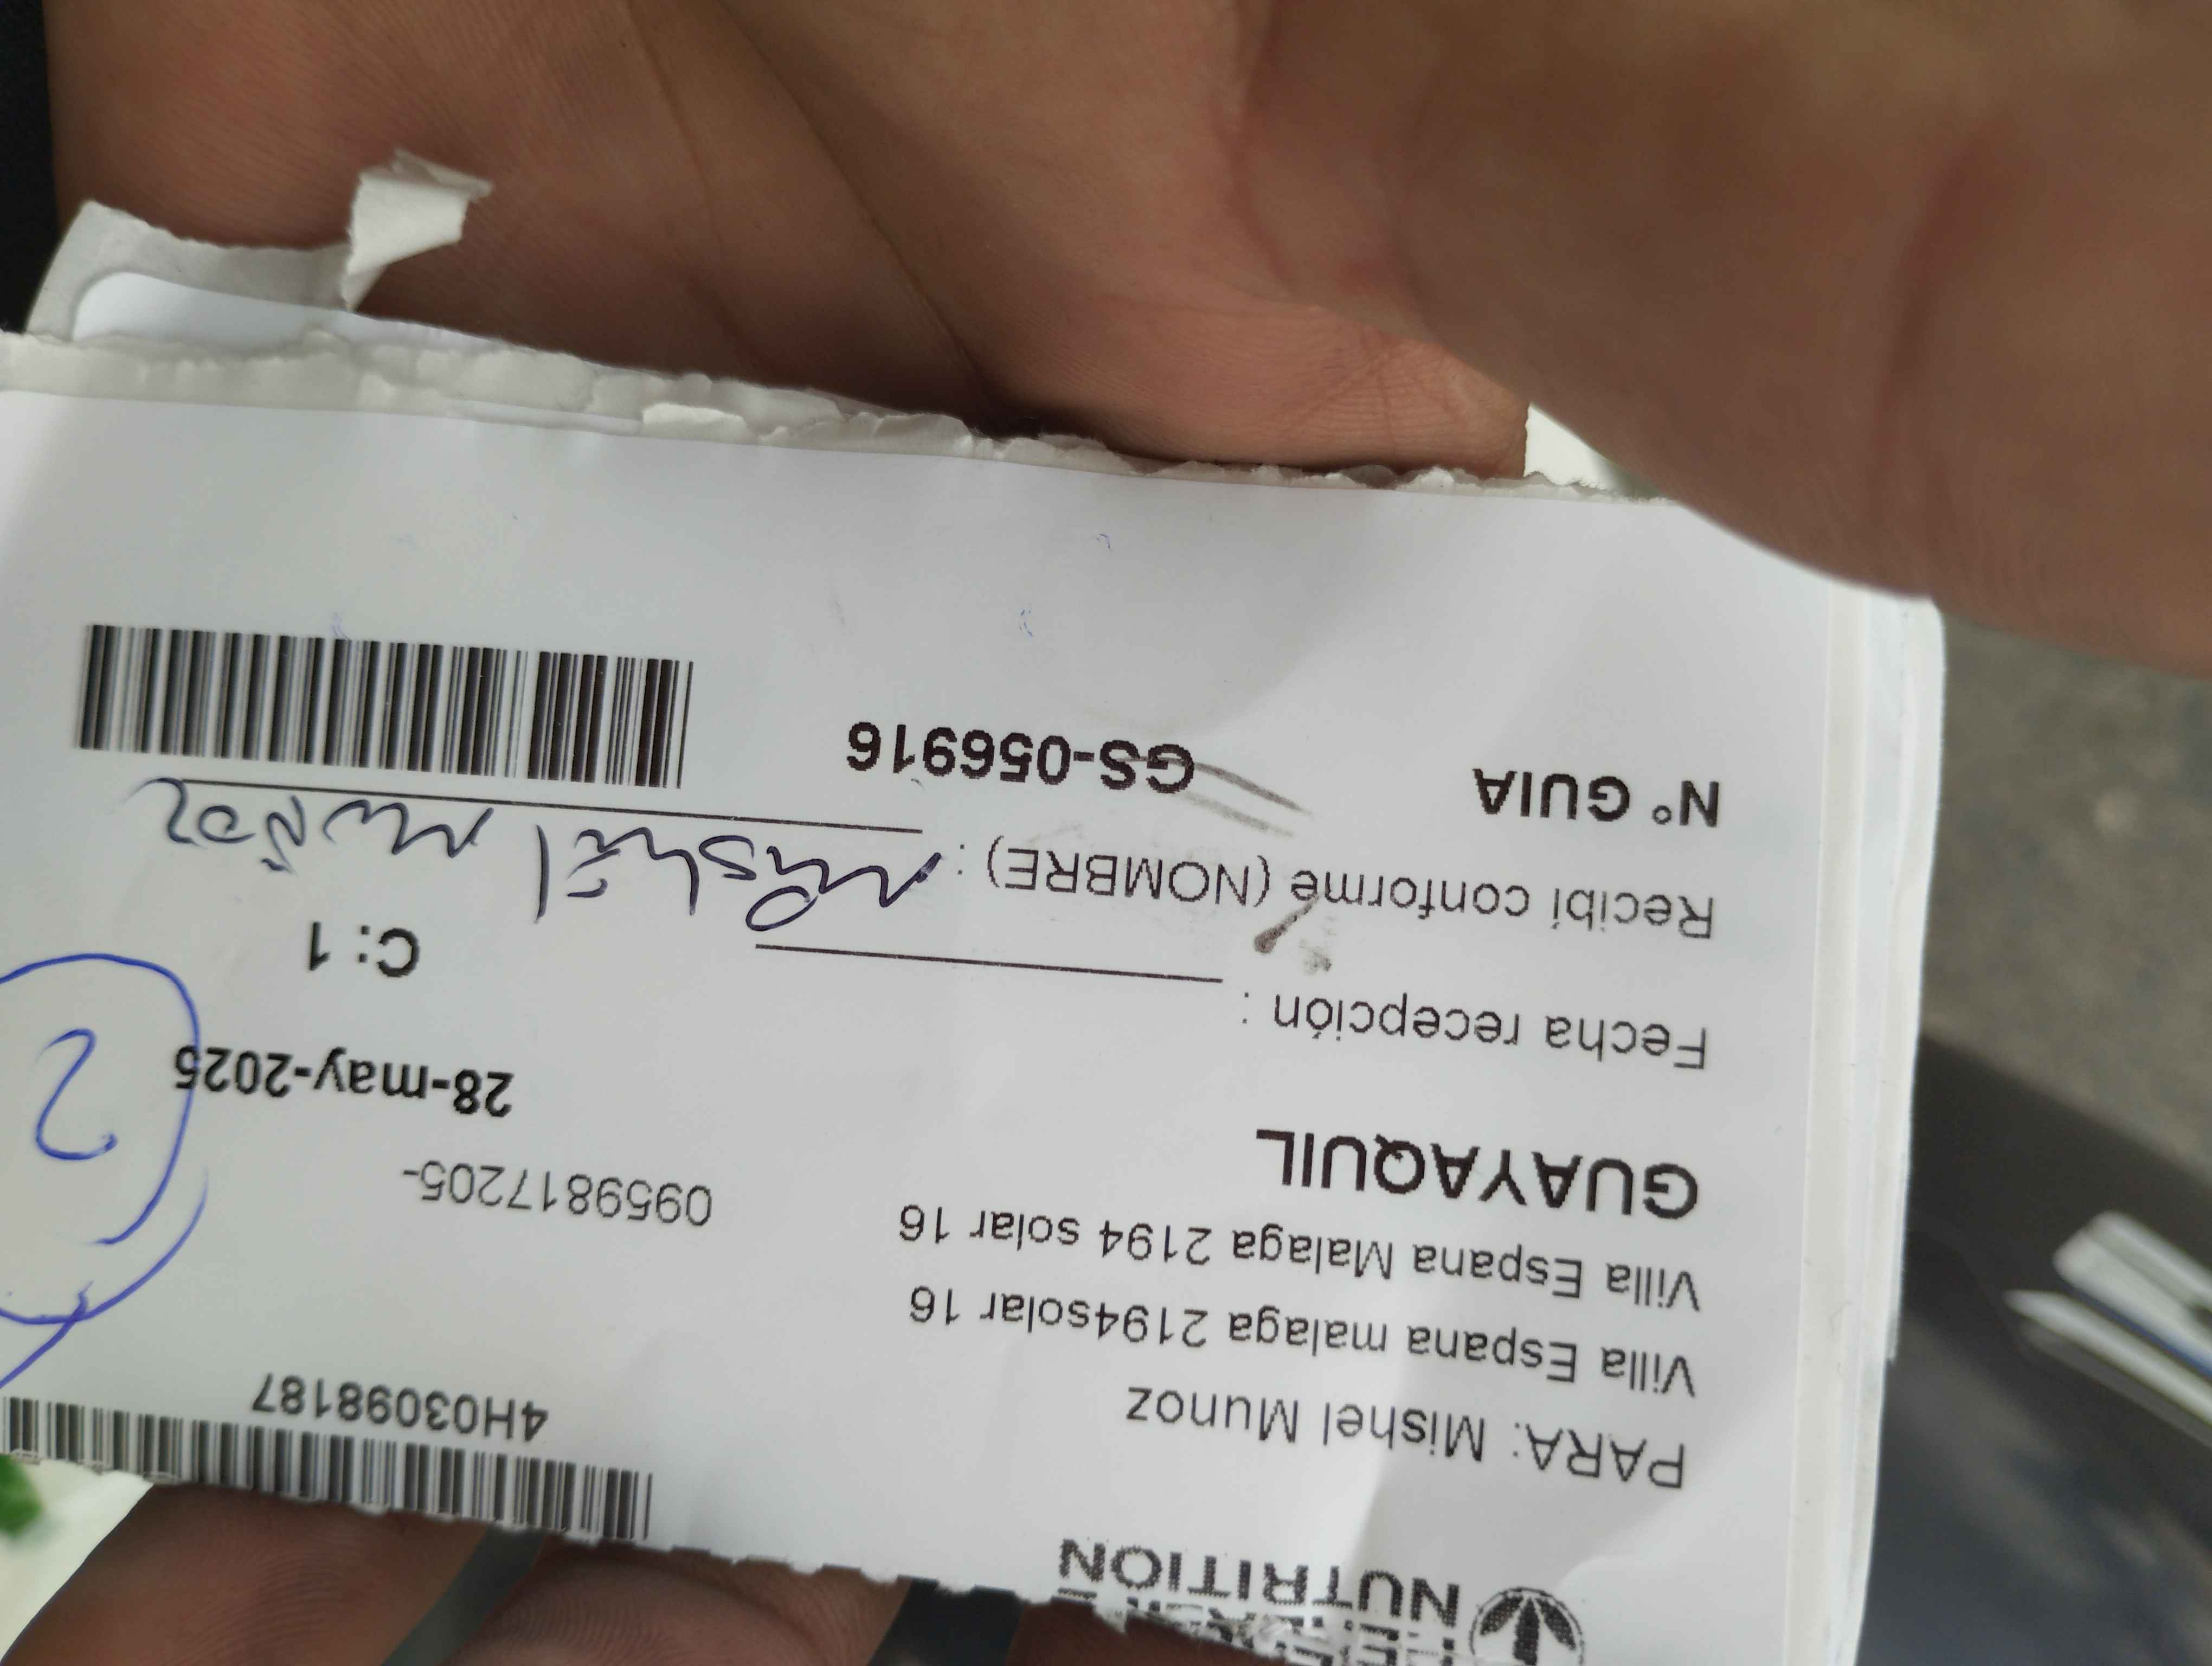 NUTRITION
4H03098187
PARA: Mishel Munoz
Villa Espana malaga 2194solar 16
Villa Espana Malaga 2194 solar 16
0959817205-
GUAYAQUIL
28-may-2025
2
Fecha recepción :
C: 1
Recibí conforme (NOMBRE) : Mishel Muñoz
N° GUIA GS-056916